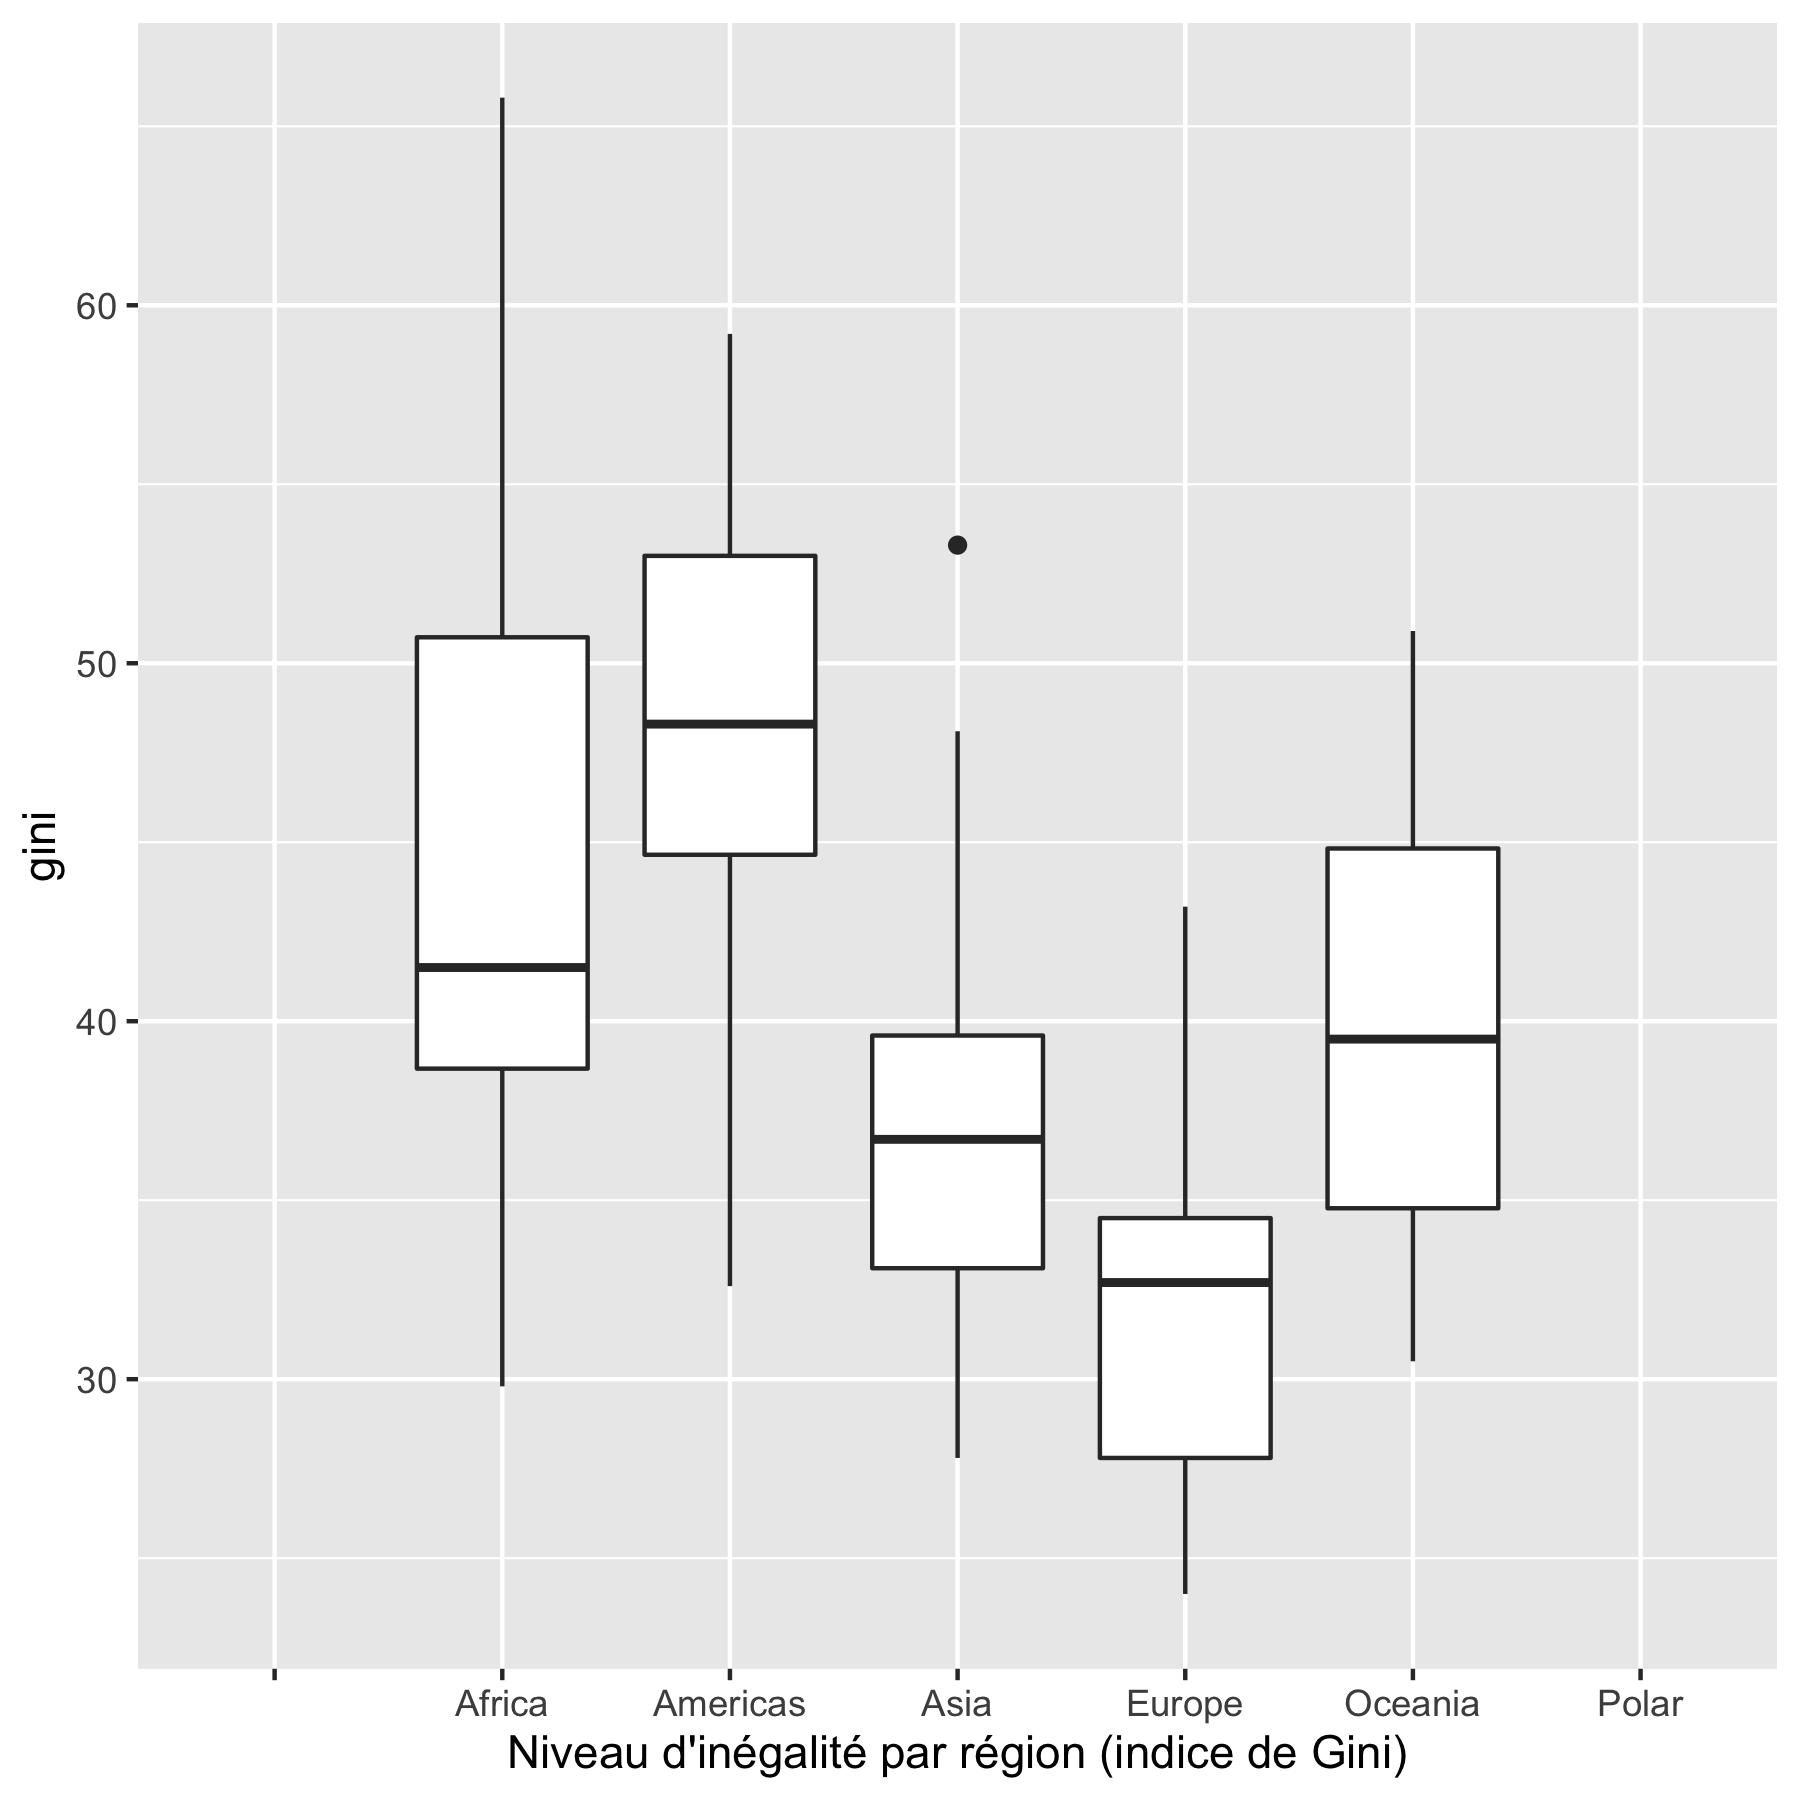 gini
60
50
40
30
Africa Americas Asia Europe Oceania Polar
Niveau d'inégalité par région (indice de Gini)